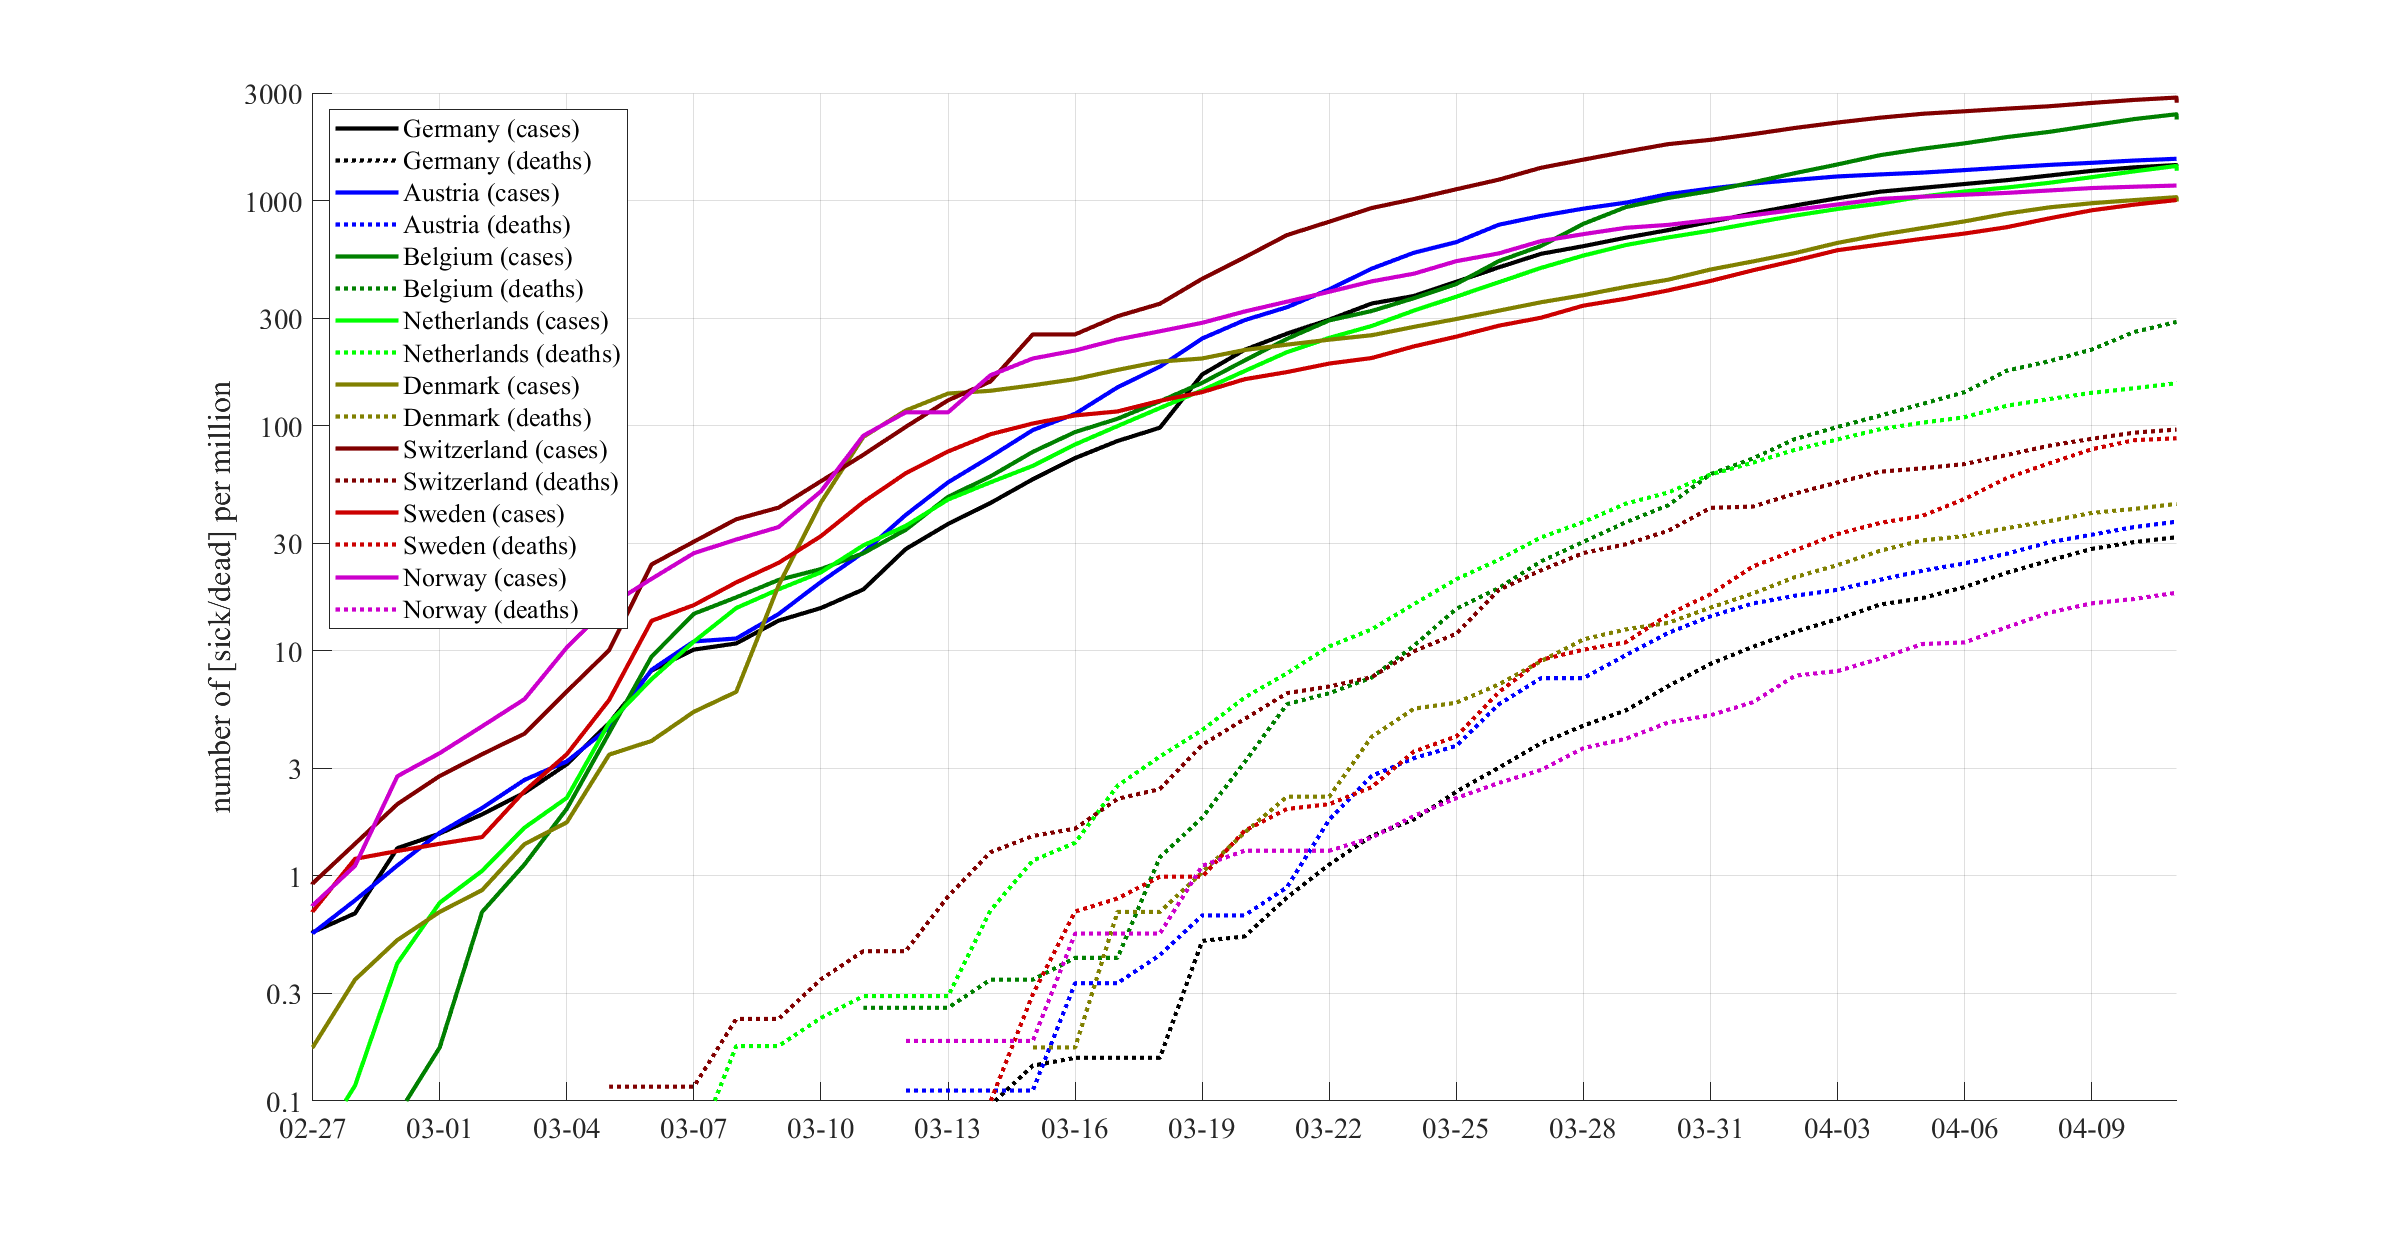 3000
1000
300
100
30
10
3
1
0.3
0.1
number of [sick/dead] per million
Germany (cases)
Germany (deaths)
Austria (cases)
Austria (deaths)
Belgium (cases)
Belgium (deaths)
Netherlands (cases)
Netherlands (deaths)
Denmark (cases)
Denmark (deaths)
Switzerland (cases)
Switzerland (deaths)
Sweden (cases)
Sweden (deaths)
Norway (cases)
Norway (deaths)
02-27 03-01 03-04 03-07 03-10 03-13 03-16 03-19 03-22 03-25 03-28 03-31 04-03 04-06 04-09